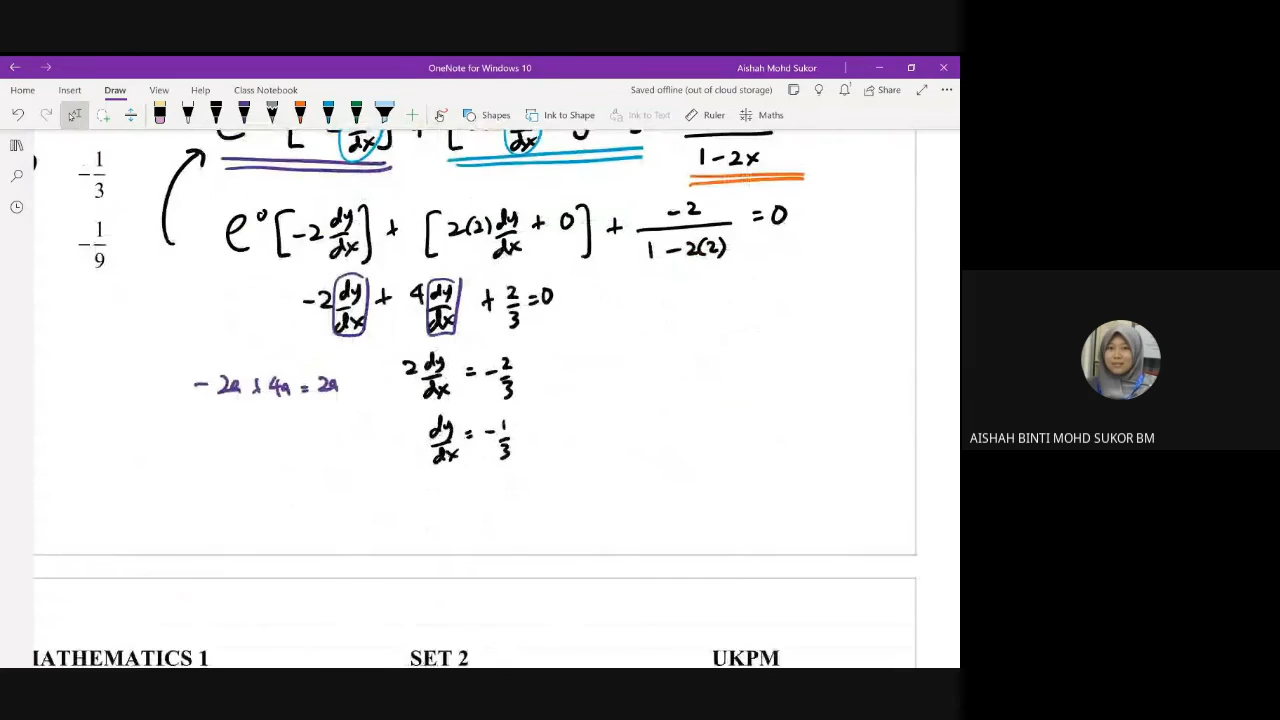 OneNote for Windows 10
Aishah Mohd Sukor
Home Insert Draw View Help Class Notebook
Saved offline (out of cloud storage) Share
Shapes Ink to Shape Ink to Text Ruler Maths
dx dx
1 - 2x
-1/3
-1/9
e^0 [-2 dy/dx] + [2(2) dy/dx + 0] + -2/(1 - 2(2)) = 0
-2 dy/dx + 4 dy/dx + 2/3 = 0
2 dy/dx = -2/3
-2a + 4a = 2a
dy/dx = -1/3
AISHAH BINTI MOHD SUKOR BM
MATHEMATICS 1 SET 2 UKPM